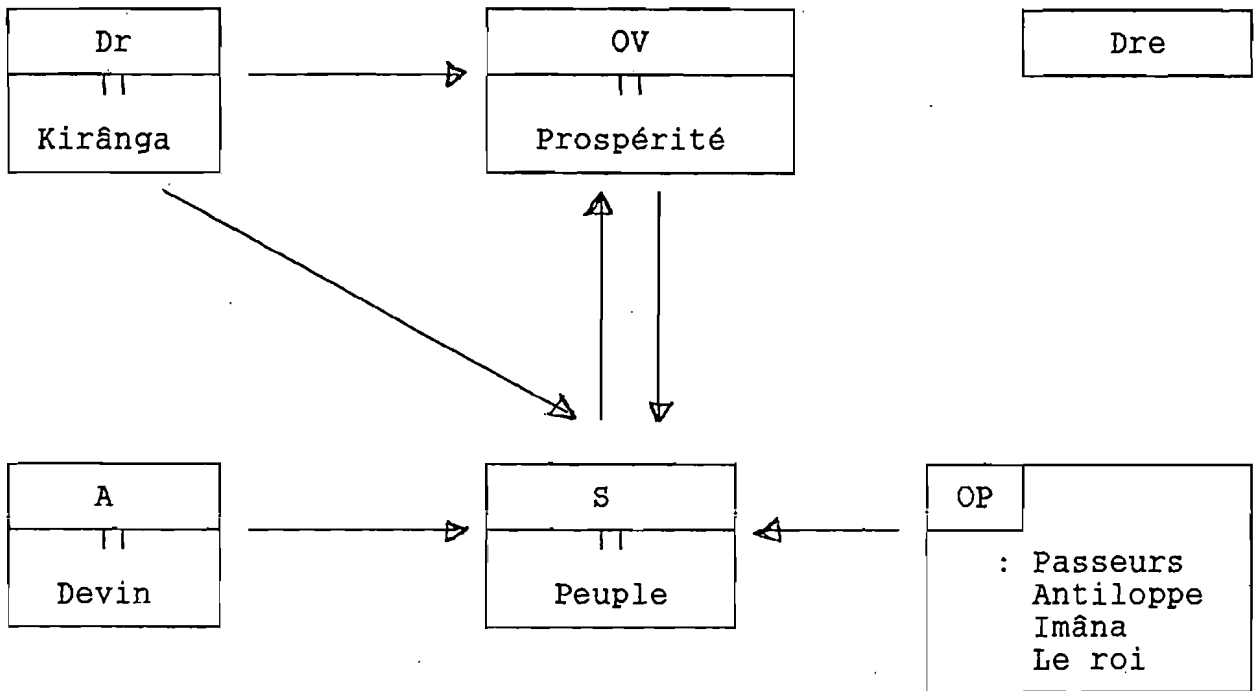 Dr
Kirânga
OV
Prospérité
Dre
A
Devin
S
Peuple
OP
: Passeurs
Antiloppe
Imâna
Le roi